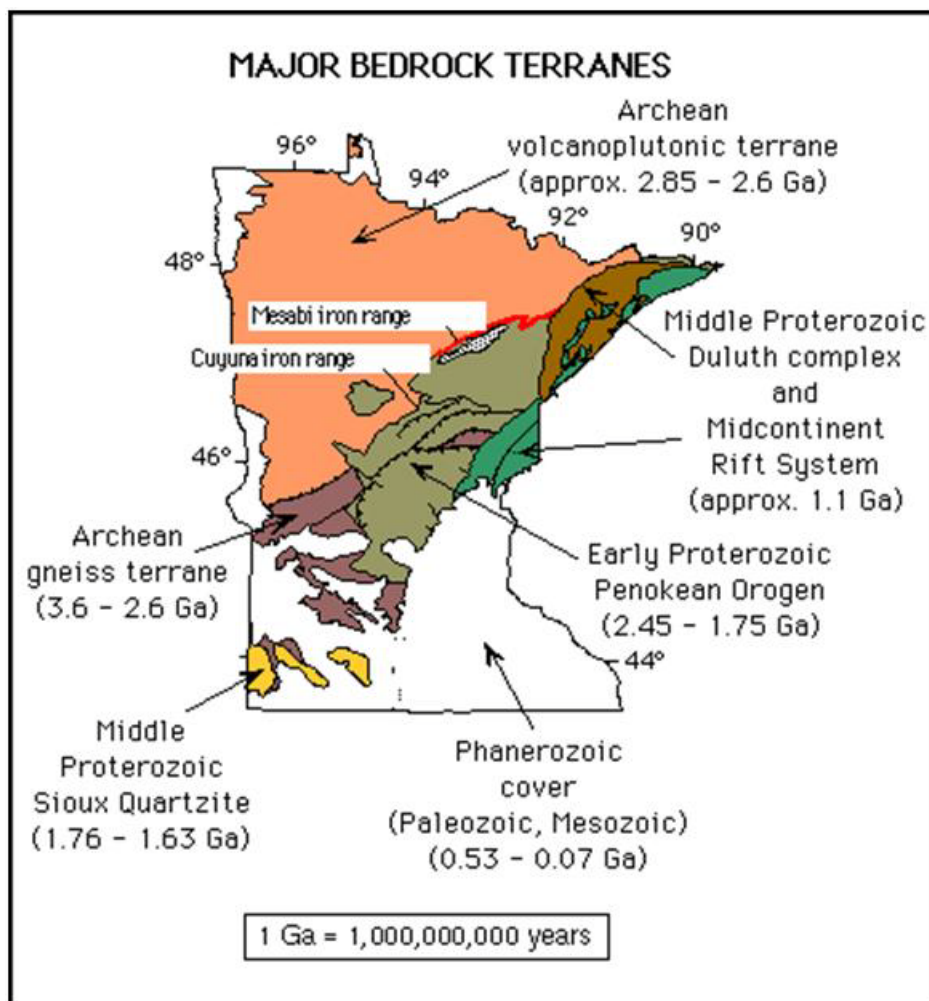 MAJOR BEDROCK TERRANES
Archean
volcanoplutonic terrane
(approx. 2.85 - 2.6 Ga)
96°
94°
92°
90°
48°
Mesabi iron range
Cuyuna iron range
Middle Proterozoic
Duluth complex
and
Midcontinent
Rift System
(approx. 1.1 Ga)
46°
Archean
gneiss terrane
(3.6 - 2.6 Ga)
Early Proterozoic
Penokean Orogen
(2.45 - 1.75 Ga)
44°
Middle
Proterozoic
Sioux Quartzite
(1.76 - 1.63 Ga)
Phanerozoic
cover
(Paleozoic, Mesozoic)
(0.53 - 0.07 Ga)
1 Ga = 1,000,000,000 years